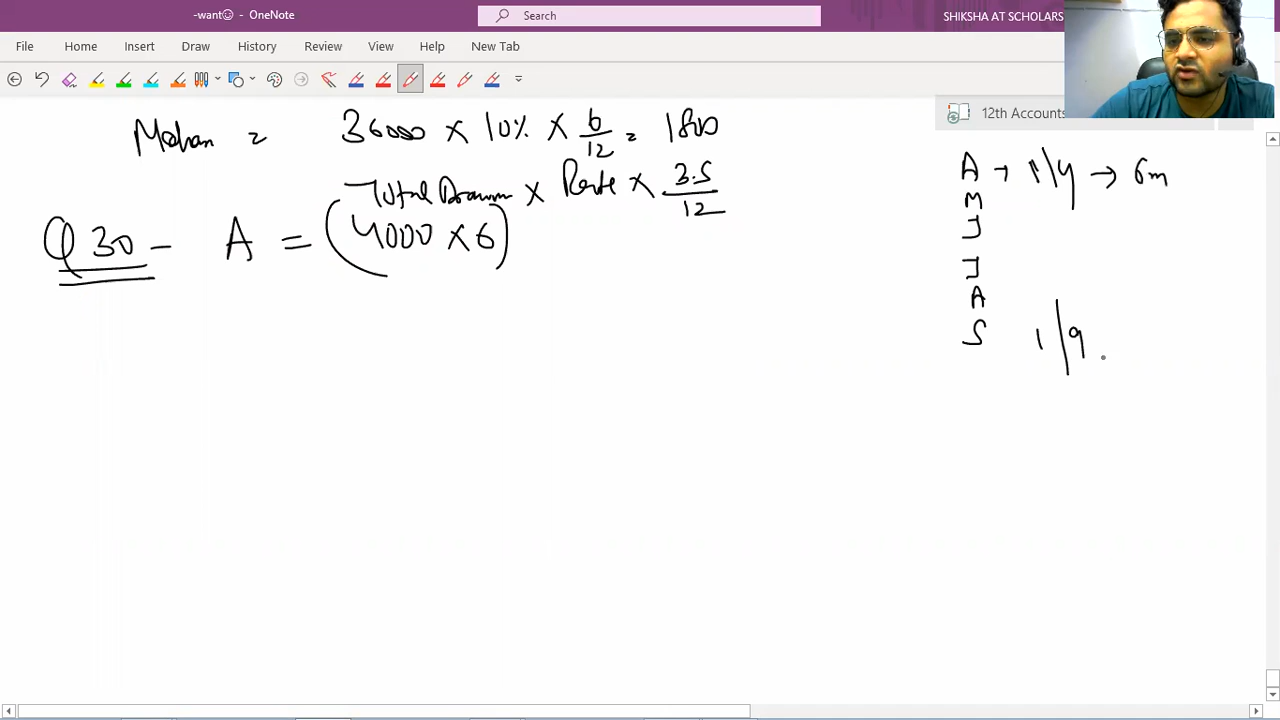 -want☺ - OneNote
Search
SHIKSHA AT SCHOLARS
File Home Insert Draw History Review View Help New Tab
12th Accounts
Mohan = 36000 × 10% × 6/12 = 1800
Total Drawn × Rate × 3.5/12
Q 30 - A = (4000 × 6)
A → 1/4 → 6m
M
J
J
A
S 1/9